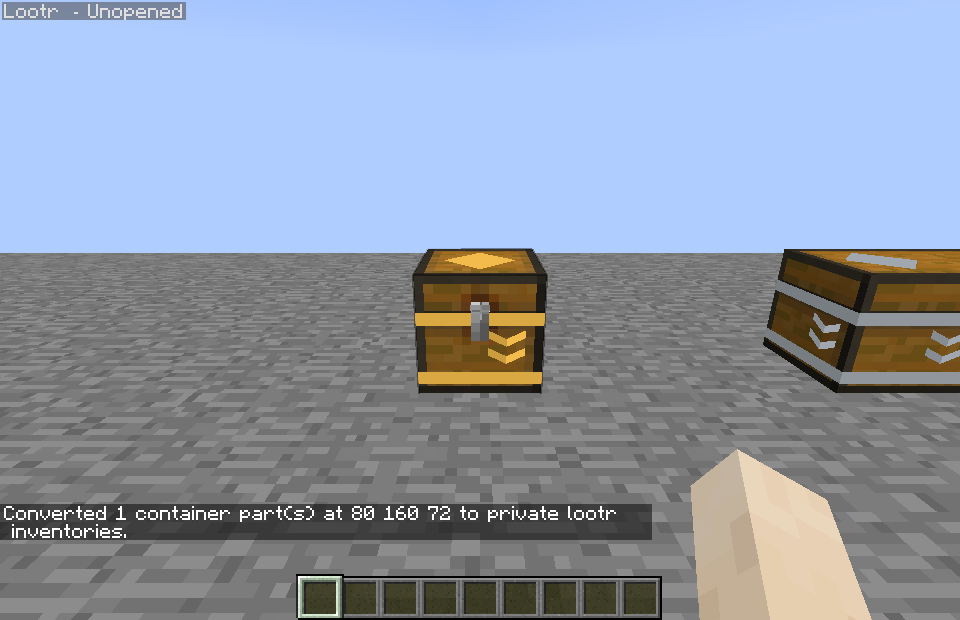 Lootr - Unopened
Converted 1 container part(s) at 80 160 72 to private lootr
inventories.